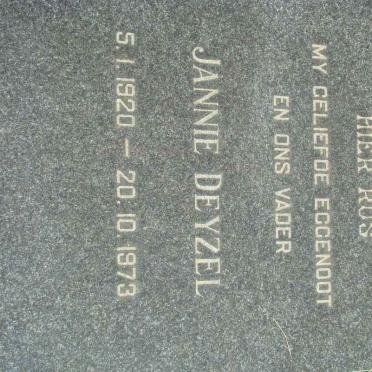 HIER RUS
MY GELIEFDE EGGENOOT
EN ONS VADER
JANNIE DEYZEL
5.1.1920 — 20.10.1973